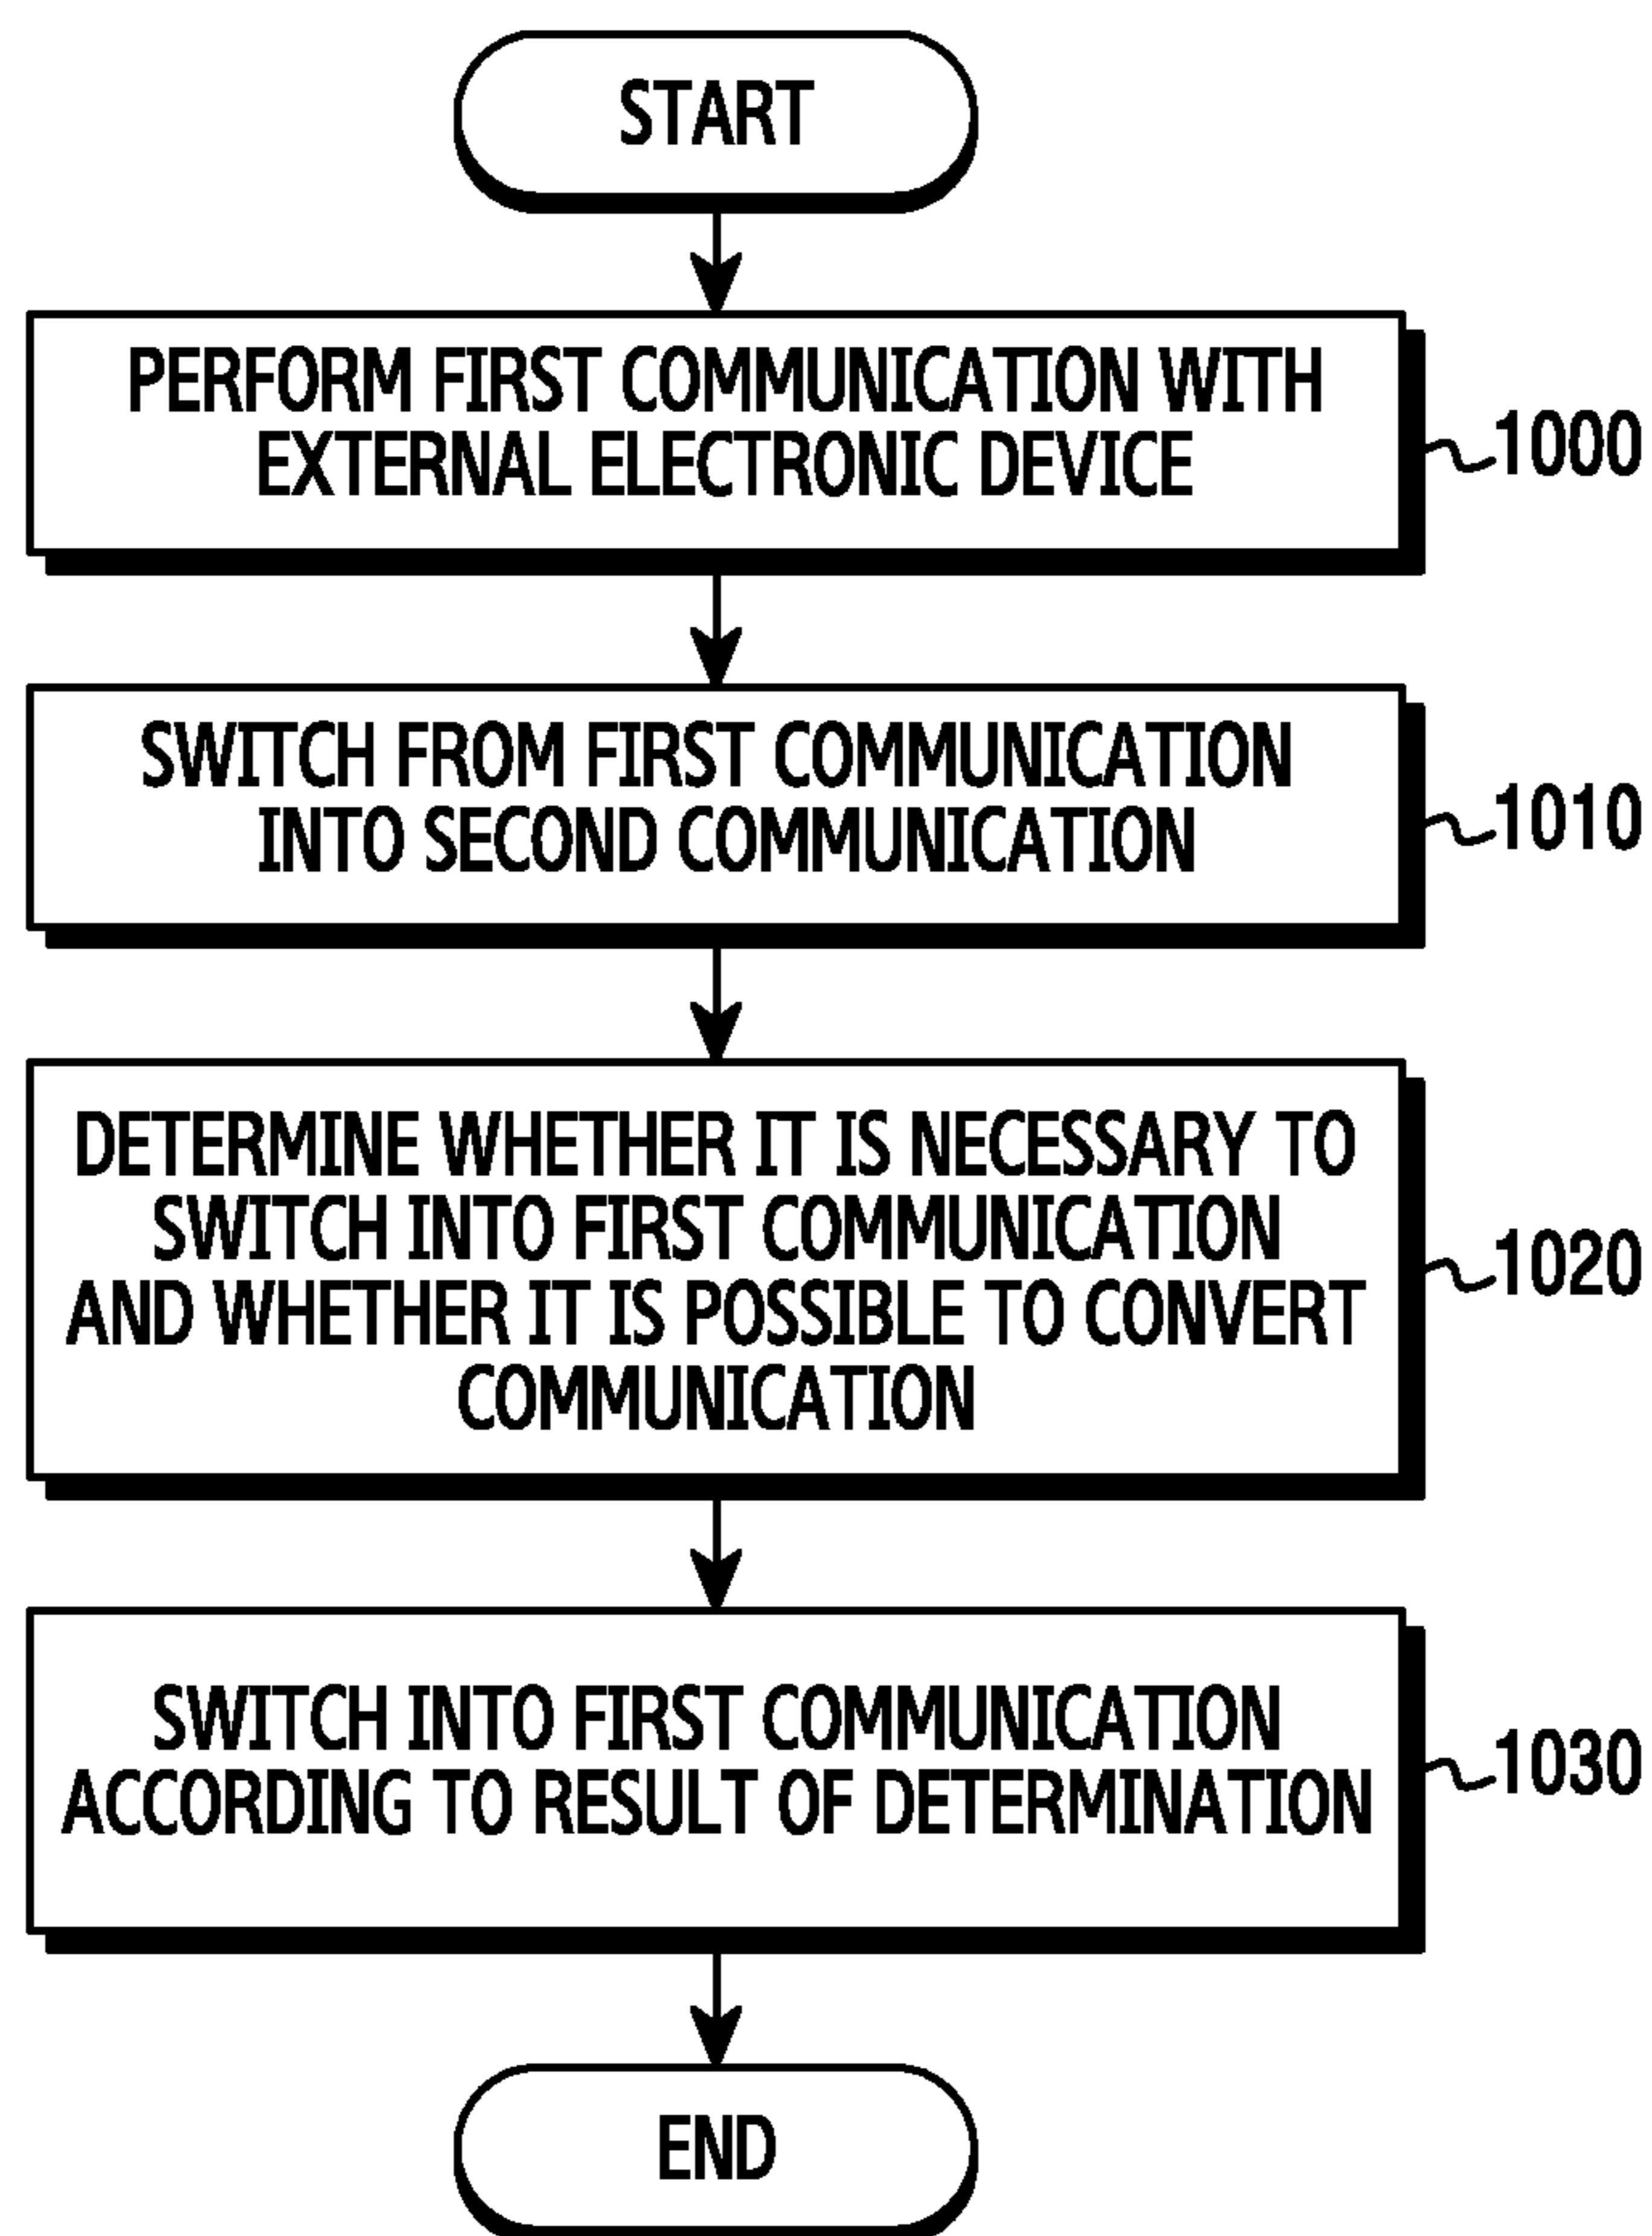 START
PERFORM FIRST COMMUNICATION WITH
EXTERNAL ELECTRONIC DEVICE
1000
SWITCH FROM FIRST COMMUNICATION
INTO SECOND COMMUNICATION
1010
DETERMINE WHETHER IT IS NECESSARY TO
SWITCH INTO FIRST COMMUNICATION
AND WHETHER IT IS POSSIBLE TO CONVERT
COMMUNICATION
1020
SWITCH INTO FIRST COMMUNICATION
ACCORDING TO RESULT OF DETERMINATION
1030
END